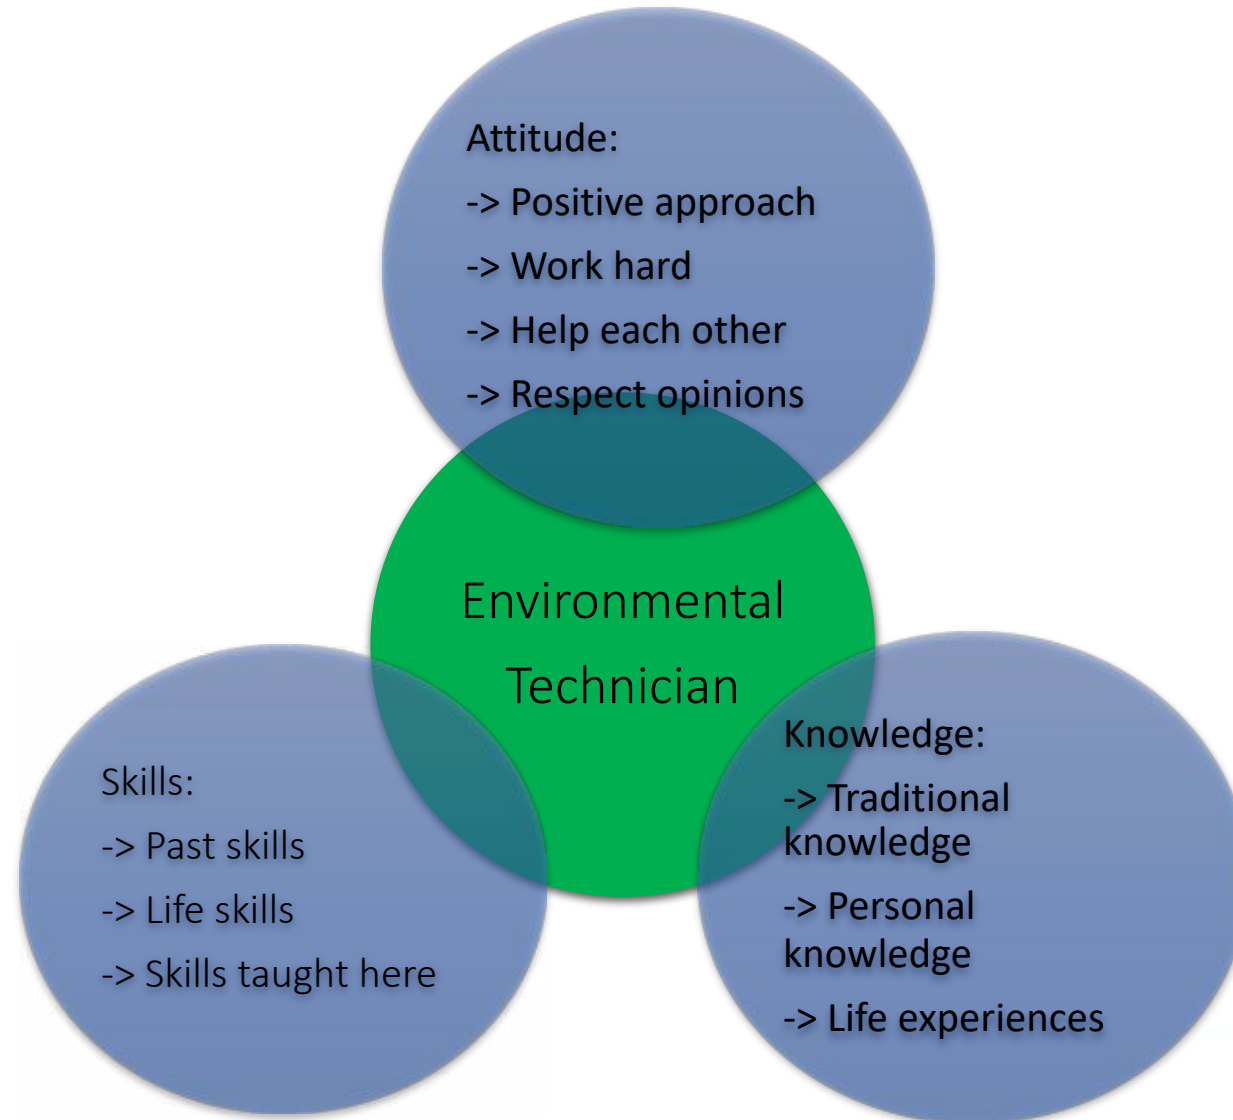 Attitude:
-> Positive approach
-> Work hard
-> Help each other
-> Respect opinions
Environmental
Technician
Skills:
-> Past skills
-> Life skills
-> Skills taught here
Knowledge:
-> Traditional
knowledge
-> Personal
knowledge
-> Life experiences